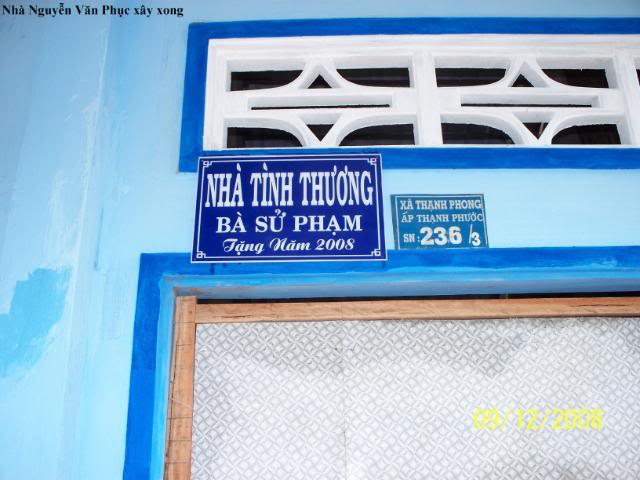 Nhà Nguyễn Văn Phục xây xong
NHÀ TÌNH THƯƠNG
BÀ SỬ PHẠM
Tặng Năm 2008
XÃ THẠNH PHONG
ẤP THẠNH PHƯỚC
SN: 236/3
09/12/2008